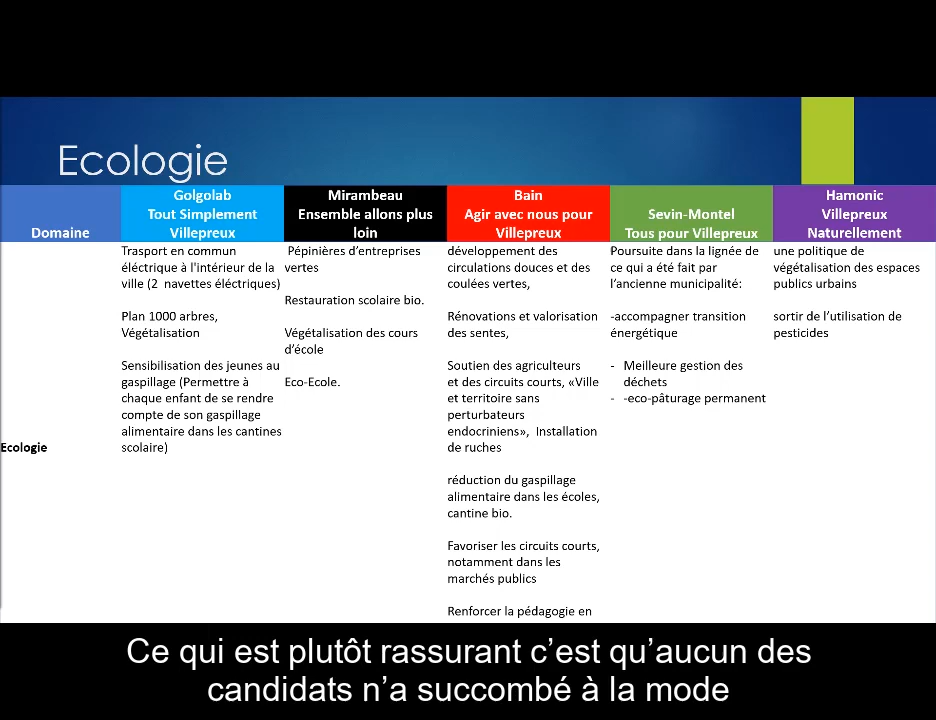 Ecologie
Domaine
Golgolab
Tout Simplement
Villepreux
Mirambeau
Ensemble allons plus
loin
Bain
Agir avec nous pour
Villepreux
Sevin-Montel
Tous pour Villepreux
Hamonic
Villepreux
Naturellement
Ecologie
Trasport en commun
éléctrique à l'intérieur de la
ville (2 navettes éléctriques)
Plan 1000 arbres,
Végétalisation
Sensibilisation des jeunes au
gaspillage (Permettre à
chaque enfant de se rendre
compte de son gaspillage
alimentaire dans les cantines
scolaire)
Pépinières d’entreprises
vertes
Restauration scolaire bio.
Végétalisation des cours
d’école
Eco-Ecole.
développement des
circulations douces et des
coulées vertes,
Rénovations et valorisation
des sentes,
Soutien des agriculteurs
et des circuits courts, «Ville
et territoire sans
perturbateurs
endocriniens», Installation
de ruches
réduction du gaspillage
alimentaire dans les écoles,
cantine bio.
Favoriser les circuits courts,
notamment dans les
marchés publics
Renforcer la pédagogie en
Poursuite dans la lignée de
ce qui a été fait par
l’ancienne municipalité:
-accompagner transition
énergétique
- Meilleure gestion des
déchets
- -eco-pâturage permanent
une politique de
végétalisation des espaces
publics urbains
sortir de l’utilisation de
pesticides
Ce qui est plutôt rassurant c’est qu’aucun des
candidats n’a succombé à la mode